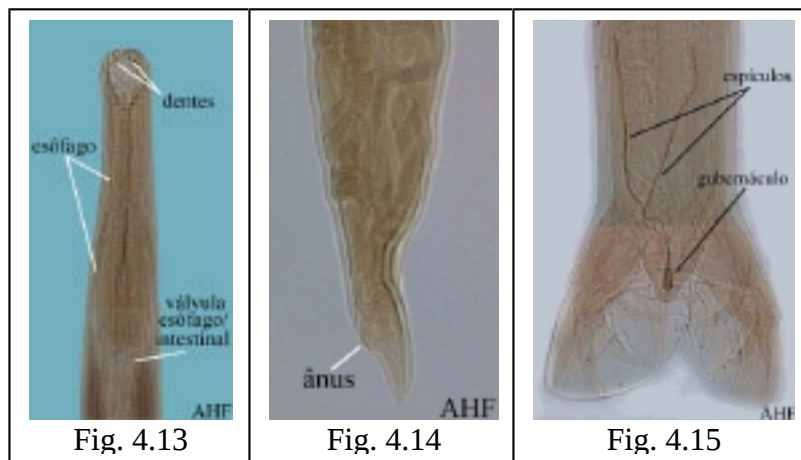 dentes
esôfago
válvula
esôfago/
intestinal
AHF
Fig. 4.13
ânus
AHF
Fig. 4.14
espículos
gubernáculo
AHF
Fig. 4.15